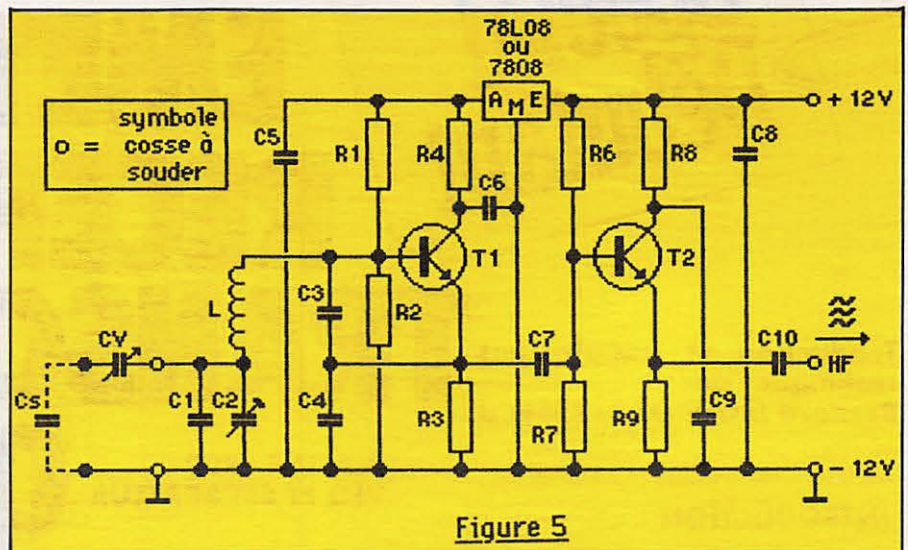 78L08
ou
7808
A M E
+ 12V
symbole
o = cosse à
souder
C5
R1
R4
C6
R6
R8
C8
T1
T2
L
C3
R2
CV
C7
C10
HF
Cs
C1
C2
C4
R3
R7
R9
C9
- 12V
Figure 5